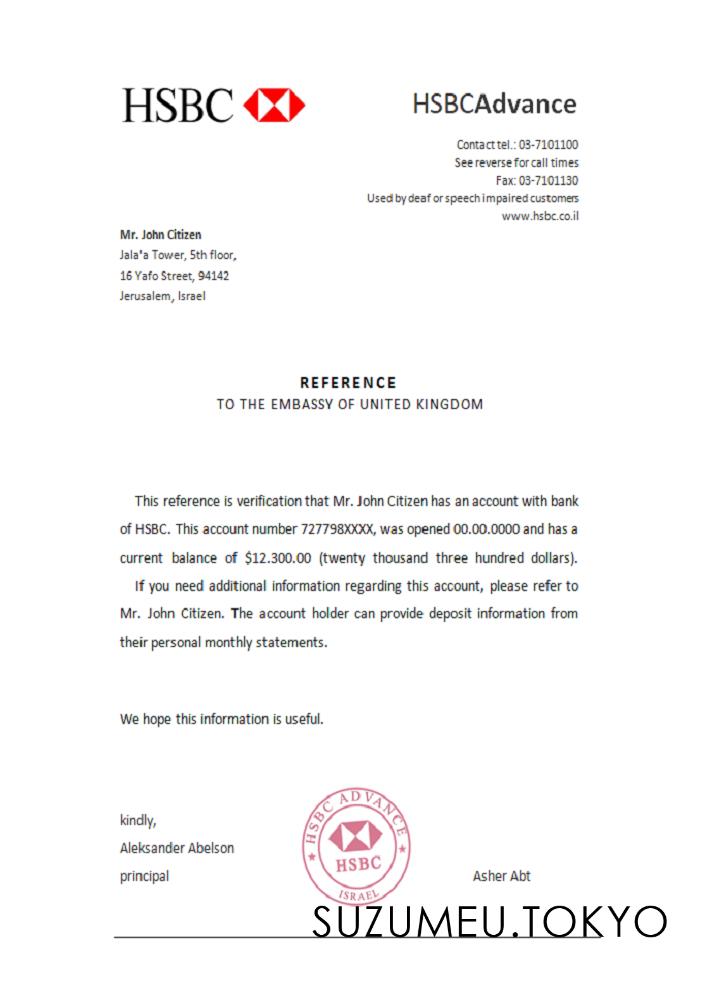 HSBC
HSBCAdvance
Contact tel.: 03-7101100
See reverse for call times
Fax: 03-7101130
Used by deaf or speech impaired customers
www.hsbc.co.il
Mr. John Citizen
Jala'a Tower, 5th floor,
16 Yafo Street, 94142
Jerusalem, Israel
REFERENCE
TO THE EMBASSY OF UNITED KINGDOM
This reference is verification that Mr. John Citizen has an account with bank
of HSBC. This account number 727798XXXX, was opened 00.00.0000 and has a
current balance of $12.300.00 (twenty thousand three hundred dollars).
If you need additional information regarding this account, please refer to
Mr. John Citizen. The account holder can provide deposit information from
their personal monthly statements.
We hope this information is useful.
kindly,
Aleksander Abelson
principal
HSBC ADVANCE
HSBC
ISRAEL
Asher Abt
SUZUMEU.TOKYO